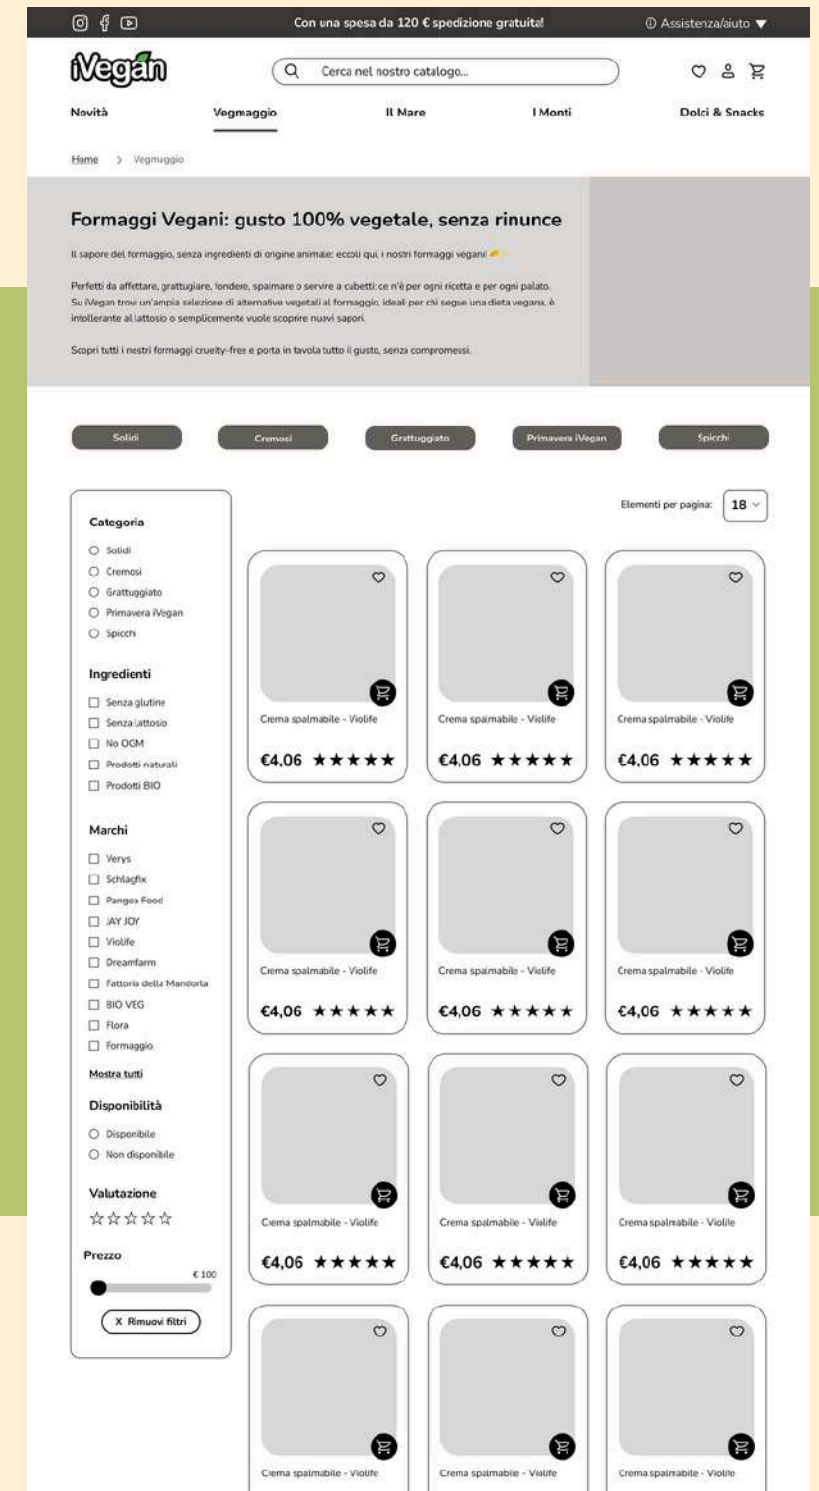 Con una spesa da 120 € spedizione gratuita!
Assistenza/aiuto
iVegan
Cerca nel nostro catalogo...
Novità
Vegmaggio
Il Mare
I Monti
Dolci & Snacks
Home > Vegmaggio
Formaggi Vegani: gusto 100% vegetale, senza rinunce
Il sapore del formaggio, senza ingredienti di origine animale: eccoli qui, i nostri formaggi vegani!
Perfetti da affettare, grattugiare, fondere, spalmare o servire a cubetti: ce n'è per ogni ricetta e per ogni palato.
Su iVegan trovi un'ampia selezione di alternative vegetali al formaggio, ideali per chi segue una dieta vegana, è
intollerante al lattosio o semplicemente vuole scoprire nuovi sapori.
Scopri tutti i nostri formaggi cruelty-free e porta in tavola tutto il gusto, senza compromessi.
Solidi
Cremosi
Grattuggiato
Primavera iVegan
Spicchi
Elementi per pagina:
18
Categoria
Solidi
Cremosi
Grattuggiato
Primavera iVegan
Spicchi
Ingredienti
Senza glutine
Senza lattosio
No OGM
Prodotti naturali
Prodotti BIO
Marchi
Verys
Schlagfix
Pangea Food
JAY JOY
Violife
Dreamfarm
Fattoria della Mandorla
BIO VEG
Flora
Formaggio
Mostra tutti
Disponibilità
Disponibile
Non disponibile
Valutazione
Prezzo
€ 100
X Rimuovi filtri
Crema spalmabile - Violife
€4,06
Crema spalmabile - Violife
€4,06
Crema spalmabile - Violife
€4,06
Crema spalmabile - Violife
€4,06
Crema spalmabile - Violife
€4,06
Crema spalmabile - Violife
€4,06
Crema spalmabile - Violife
€4,06
Crema spalmabile - Violife
€4,06
Crema spalmabile - Violife
€4,06
Crema spalmabile - Violife
Crema spalmabile - Violife
Crema spalmabile - Violife